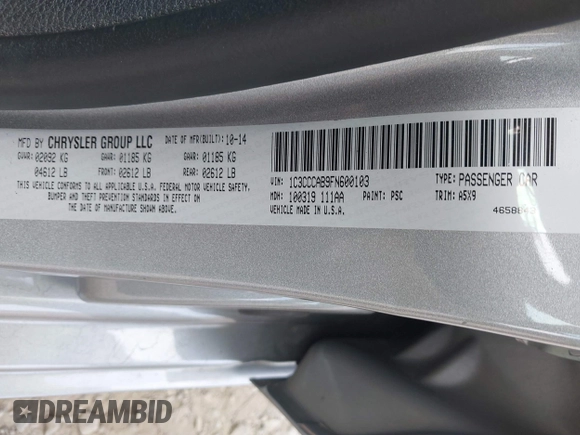 MFD BY CHRYSLER GROUP LLC DATE OF MFR(BUILT): 10-14
GVWR: 02092 KG GAWR: 01185 KG GAWR: 01185 KG
04612 LB FRONT: 02612 LB REAR: 02612 LB
THIS VEHICLE CONFORMS TO ALL APPLICABLE U.S.A. FEDERAL MOTOR VEHICLE SAFETY,
BUMPER AND THEFT PREVENTION STANDARDS IN EFFECT ON
THE DATE OF MANUFACTURE SHOWN ABOVE.
VIN: 1C3CCCAB9FN600103 TYPE: PASSENGER CAR
MDH: 100319 111AA PAINT: PSC TRIM: A5X9
VEHICLE MADE IN U.S.A.
DREAMBID